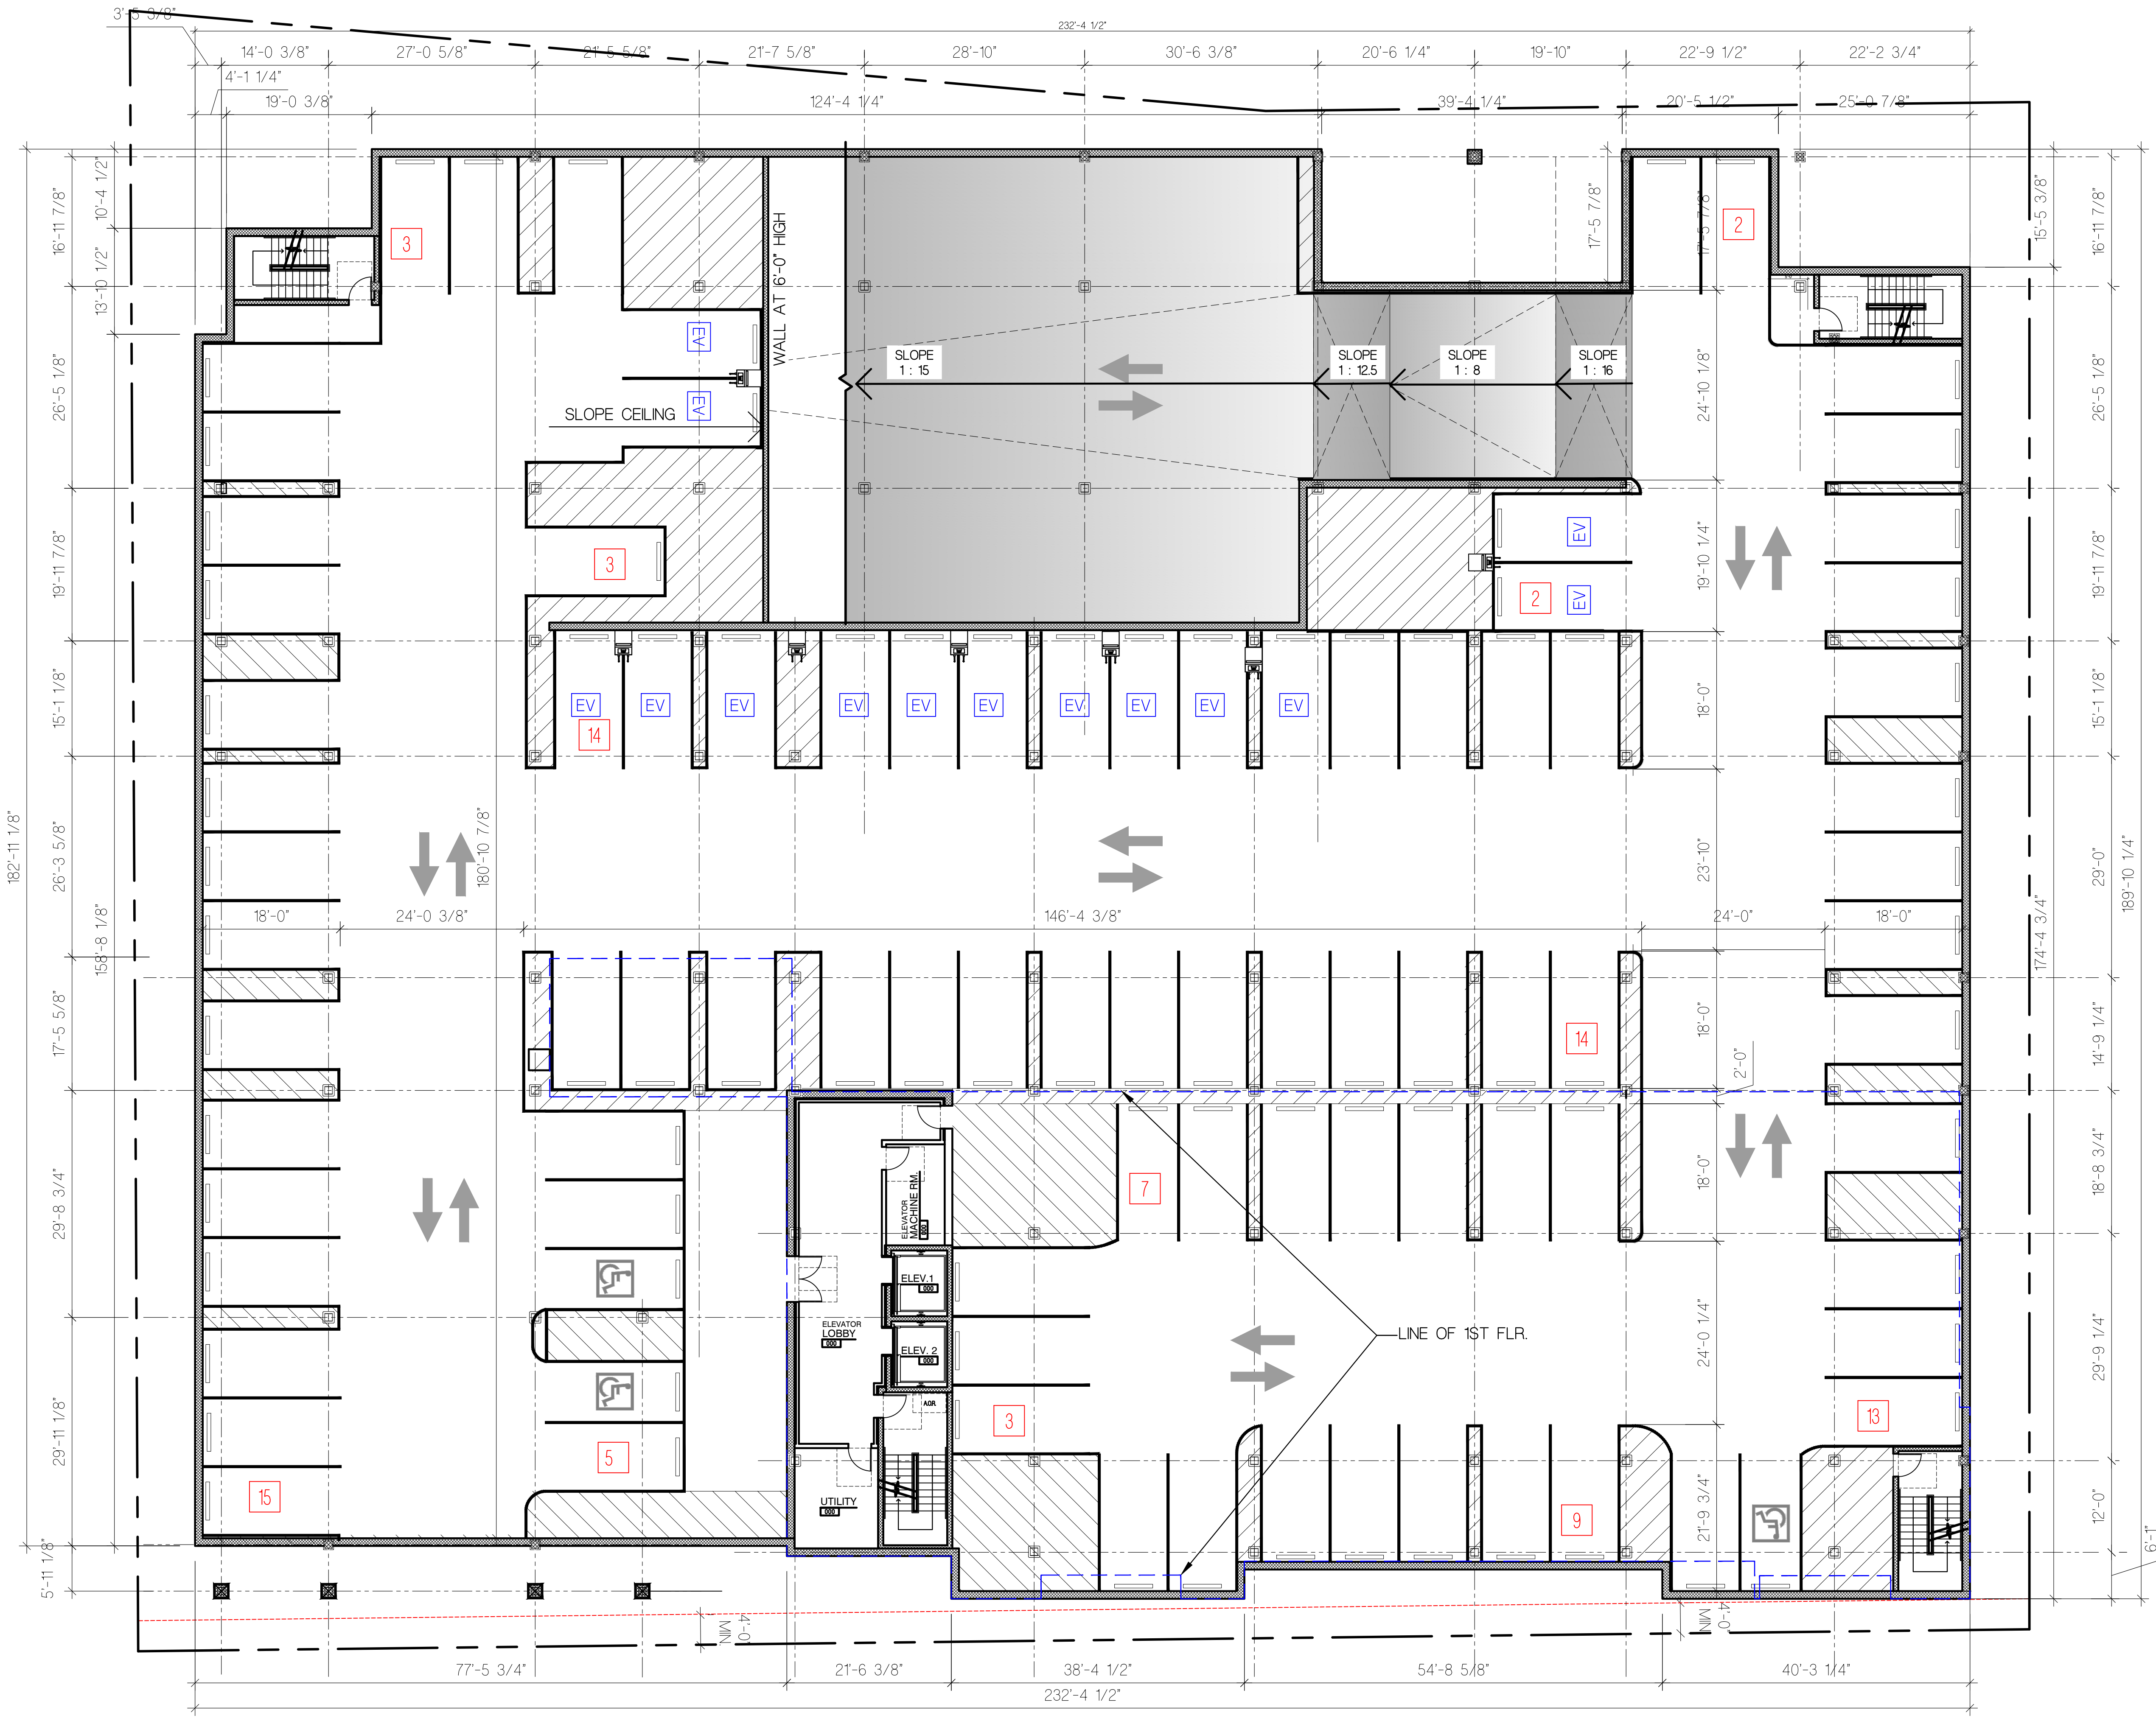 3'-5 3/8"
232'-4 1/2"
14'-0 3/8"
27'-0 5/8"
21'-5 5/8"
21'-7 5/8"
28'-10"
30'-6 3/8"
20'-6 1/4"
19'-10"
22'-9 1/2"
22'-2 3/4"
4'-1 1/4"
19'-0 3/8"
124'-4 1/4"
39'-4 1/4"
20'-5 1/2"
25'-0 7/8"
182'-11 1/8"
16'-11 7/8"
26'-5 1/8"
19'-11 7/8"
15'-1 1/8"
26'-3 5/8"
17'-5 5/8"
29'-8 3/4"
29'-11 1/8"
5'-11 1/8"
10'-4 1/2"
13'-10 1/2"
158'-8 1/8"
180'-10 7/8"
3
WALL AT 6'-0" HIGH
EV
EV
SLOPE CEILING
SLOPE
1 : 15
SLOPE
1 : 12.5
SLOPE
1 : 8
SLOPE
1 : 16
17'-5 7/8"
17'-5 7/8"
2
24'-10 1/8"
19'-10 1/4"
18'-0"
23'-10"
18'-0"
2'-0"
18'-0"
24'-0 1/4"
21'-9 3/4"
3
EV
EV
2
EV
EV
EV
EV
EV
EV
EV
EV
EV
EV
14
18'-0"
24'-0 3/8"
146'-4 3/8"
24'-0"
18'-0"
14
7
ELEVATOR
MACHINE RM.
000
ELEV.1
000
ELEVATOR
LOBBY
000
ELEV. 2
000
A.O.R
UTILITY
000
LINE OF 1ST FLR.
3
5
15
9
13
15'-5 3/8"
174'-4 3/4"
16'-11 7/8"
26'-5 1/8"
19'-11 7/8"
15'-1 1/8"
29'-0"
14'-9 1/4"
18'-8 3/4"
29'-9 1/4"
12'-0"
6'-1"
189'-10 1/4"
4'-0"
MIN.
4'-0"
MIN.
77'-5 3/4"
21'-6 3/8"
38'-4 1/2"
54'-8 5/8"
40'-3 1/4"
232'-4 1/2"